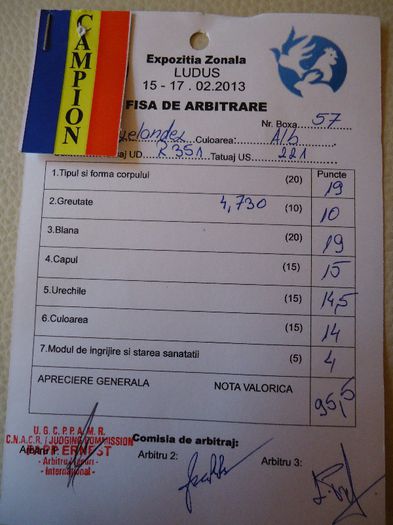 CAMPION
Expozitia Zonala
LUDUS
15 - 17 . 02.2013
FISA DE ARBITRARE
Nr. Boxa 57
Culoarea: Alb
UD. R351 Tatuaj US 221
Puncte
1.Tipul si forma corpului (20) 19
2.Greutate 4,730 (10) 10
3.Blana (20) 19
4.Capul (15) 15
5.Urechile (15) 14,5
6.Culoarea (15) 14
7.Modul de ingrijire si starea sanatatii (5) 4
APRECIERE GENERALA NOTA VALORICA 95,5
U. G. C. P. P. A. M. R.
C.N.A.C.R. / JUDGING COMMISSION
Comisia de arbitraj:
PAPP ERNEST
Arbitru 1:
Arbitru 2:
Arbitru 3:
- International -